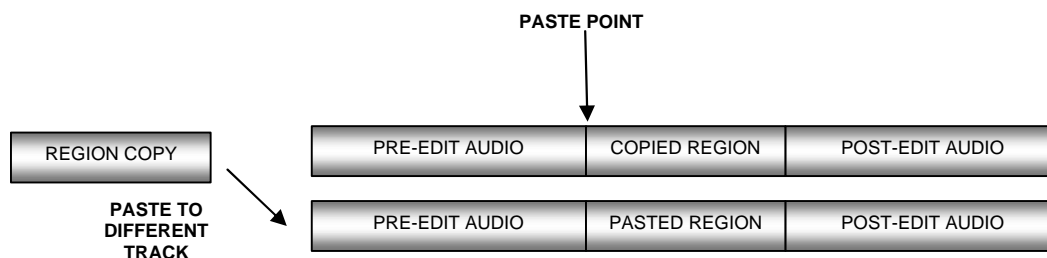 PASTE POINT
REGION COPY
PRE-EDIT AUDIO
COPIED REGION
POST-EDIT AUDIO
PASTE TO
DIFFERENT
TRACK
PRE-EDIT AUDIO
PASTED REGION
POST-EDIT AUDIO